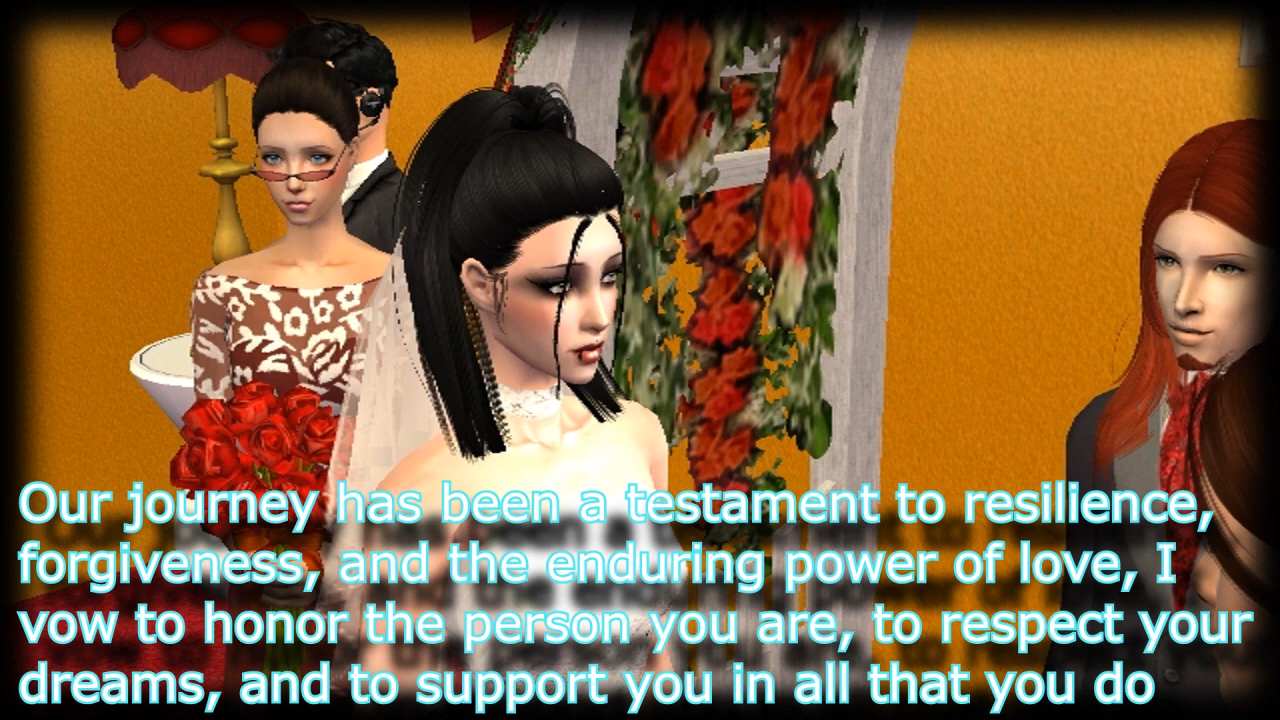 Our journey has been a testament to resilience,
forgiveness, and the enduring power of love, I
vow to honor the person you are, to respect your
dreams, and to support you in all that you do